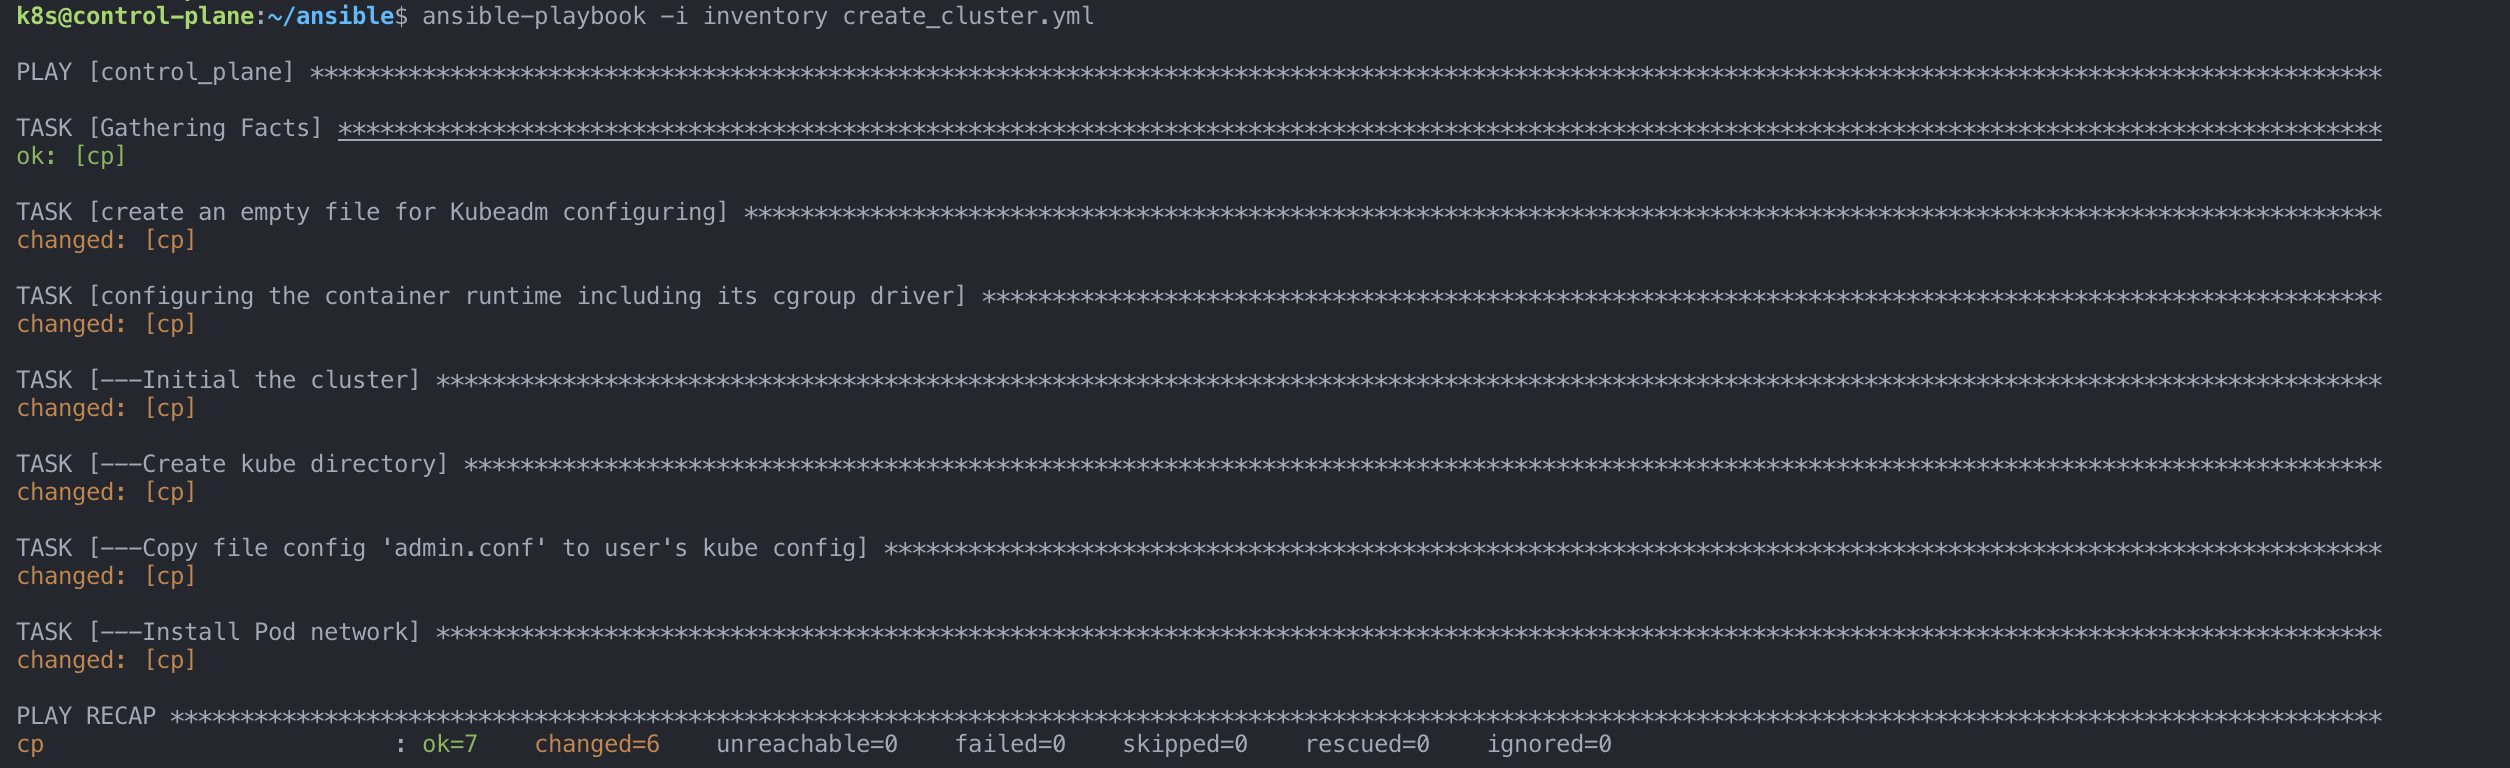 k8s@control-plane:~/ansible$ ansible-playbook -i inventory create_cluster.yml
PLAY [control_plane] ****************************************************************************************************************************************************
TASK [Gathering Facts] **************************************************************************************************************************************************
ok: [cp]
TASK [create an empty file for Kubeadm configuring] *********************************************************************************************************************
changed: [cp]
TASK [configuring the container runtime including its cgroup driver] ****************************************************************************************************
changed: [cp]
TASK [---Initial the cluster] *******************************************************************************************************************************************
changed: [cp]
TASK [---Create kube directory] *****************************************************************************************************************************************
changed: [cp]
TASK [---Copy file config 'admin.conf' to user's kube config] ***********************************************************************************************************
changed: [cp]
TASK [---Install Pod network] *******************************************************************************************************************************************
changed: [cp]
PLAY RECAP **************************************************************************************************************************************************************
cp                         : ok=7    changed=6    unreachable=0    failed=0    skipped=0    rescued=0    ignored=0